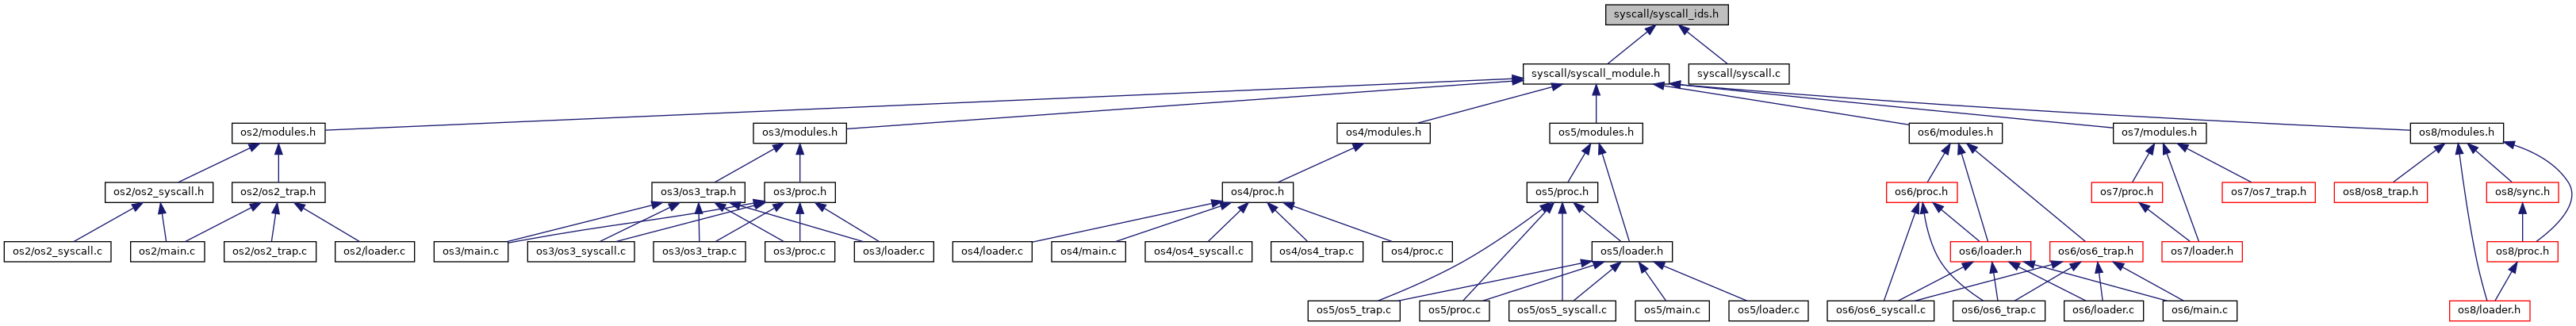 syscall/syscall_ids.h
syscall/syscall_module.h
syscall/syscall.c
os2/modules.h
os3/modules.h
os4/modules.h
os5/modules.h
os6/modules.h
os7/modules.h
os8/modules.h
os2/os2_syscall.h
os2/os2_trap.h
os3/os3_trap.h
os3/proc.h
os4/proc.h
os5/proc.h
os6/proc.h
os7/proc.h
os7/os7_trap.h
os8/os8_trap.h
os8/sync.h
os2/os2_syscall.c
os2/main.c
os2/os2_trap.c
os2/loader.c
os3/main.c
os3/os3_syscall.c
os3/os3_trap.c
os3/proc.c
os3/loader.c
os4/loader.c
os4/main.c
os4/os4_syscall.c
os4/os4_trap.c
os4/proc.c
os5/loader.h
os6/loader.h
os6/os6_trap.h
os7/loader.h
os8/proc.h
os5/os5_trap.c
os5/proc.c
os5/os5_syscall.c
os5/main.c
os5/loader.c
os6/os6_syscall.c
os6/os6_trap.c
os6/loader.c
os6/main.c
os8/loader.h